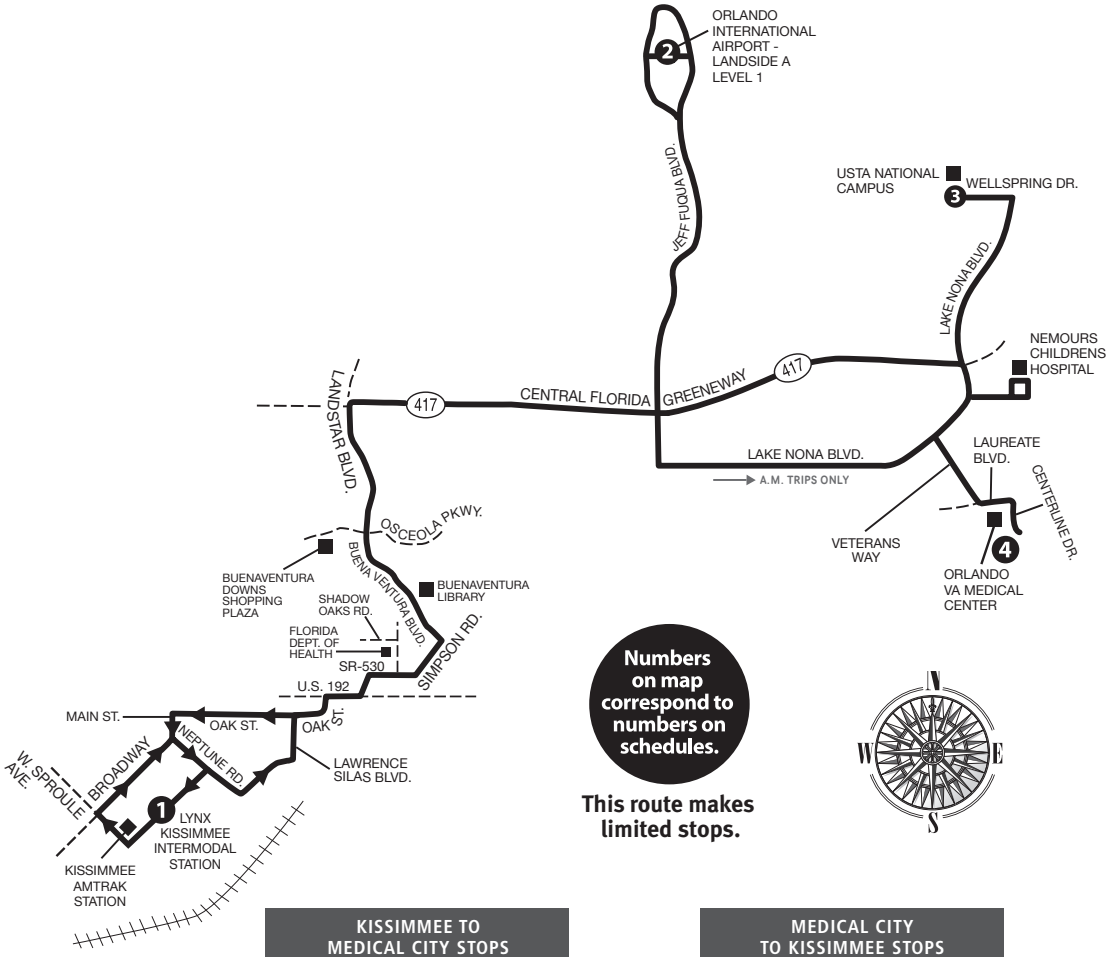 ORLANDO
INTERNATIONAL
AIRPORT -
LANDSIDE A
LEVEL 1
2
JEFF FUQUA BLVD.
USTA NATIONAL
CAMPUS
3
WELLSPRING DR.
LAKE NONA BLVD.
NEMOURS
CHILDRENS
HOSPITAL
LANDSTAR BLVD.
417
CENTRAL FLORIDA
GREENEWAY
417
LAKE NONA BLVD.
A.M. TRIPS ONLY
LAUREATE
BLVD.
CENTERLINE DR.
VETERANS
WAY
4
ORLANDO
VA MEDICAL
CENTER
OSCEOLA PKWY.
BUENAVENTURA
DOWNS
SHOPPING
PLAZA
BUENA VENTURA BLVD.
BUENAVENTURA
LIBRARY
SHADOW
OAKS RD.
FLORIDA
DEPT. OF
HEALTH
SR-530
SIMPSON RD.
U.S. 192
MAIN ST.
OAK ST.
OAK ST.
NEPTUNE RD.
LAWRENCE
SILAS BLVD.
BROADWAY
W. SPROULE
AVE.
1
LYNX
KISSIMMEE
INTERMODAL
STATION
KISSIMMEE
AMTRAK
STATION
Numbers
on map
correspond to
numbers on
schedules.
This route makes
limited stops.
N
W
E
S
KISSIMMEE TO
MEDICAL CITY STOPS
MEDICAL CITY
TO KISSIMMEE STOPS